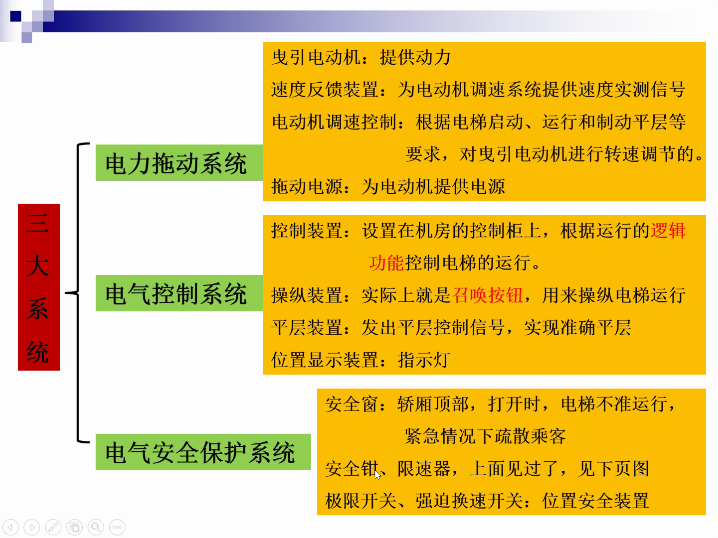 三大系统
电力拖动系统
曳引电动机：提供动力
速度反馈装置：为电动机调速系统提供速度实测信号
电动机调速控制：根据电梯启动、运行和制动平层等
要求，对曳引电动机进行转速调节的。
拖动电源：为电动机提供电源
电气控制系统
控制装置：设置在机房的控制柜上，根据运行的逻辑
功能控制电梯的运行。
操纵装置：实际上就是召唤按钮，用来操纵电梯运行
平层装置：发出平层控制信号，实现准确平层
位置显示装置：指示灯
电气安全保护系统
安全窗：轿厢顶部，打开时，电梯不准运行，
紧急情况下疏散乘客
安全钳、限速器，上面见过了，见下页图
极限开关、强迫换速开关：位置安全装置